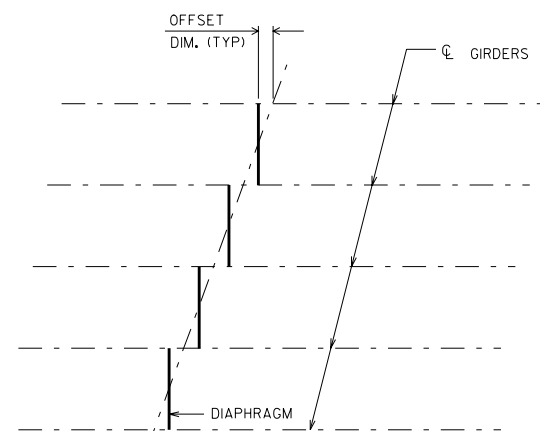 OFFSET
DIM. (TYP)
℄ GIRDERS
DIAPHRAGM